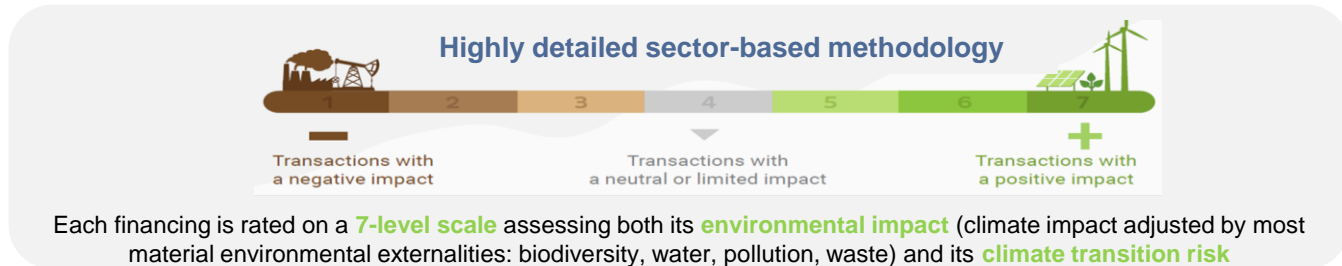 Highly detailed sector-based methodology
1 2 3 4 5 6 7
Transactions with
a negative impact
Transactions with
a neutral or limited impact
Transactions with
a positive impact
Each financing is rated on a 7-level scale assessing both its environmental impact (climate impact adjusted by most
material environmental externalities: biodiversity, water, pollution, waste) and its climate transition risk